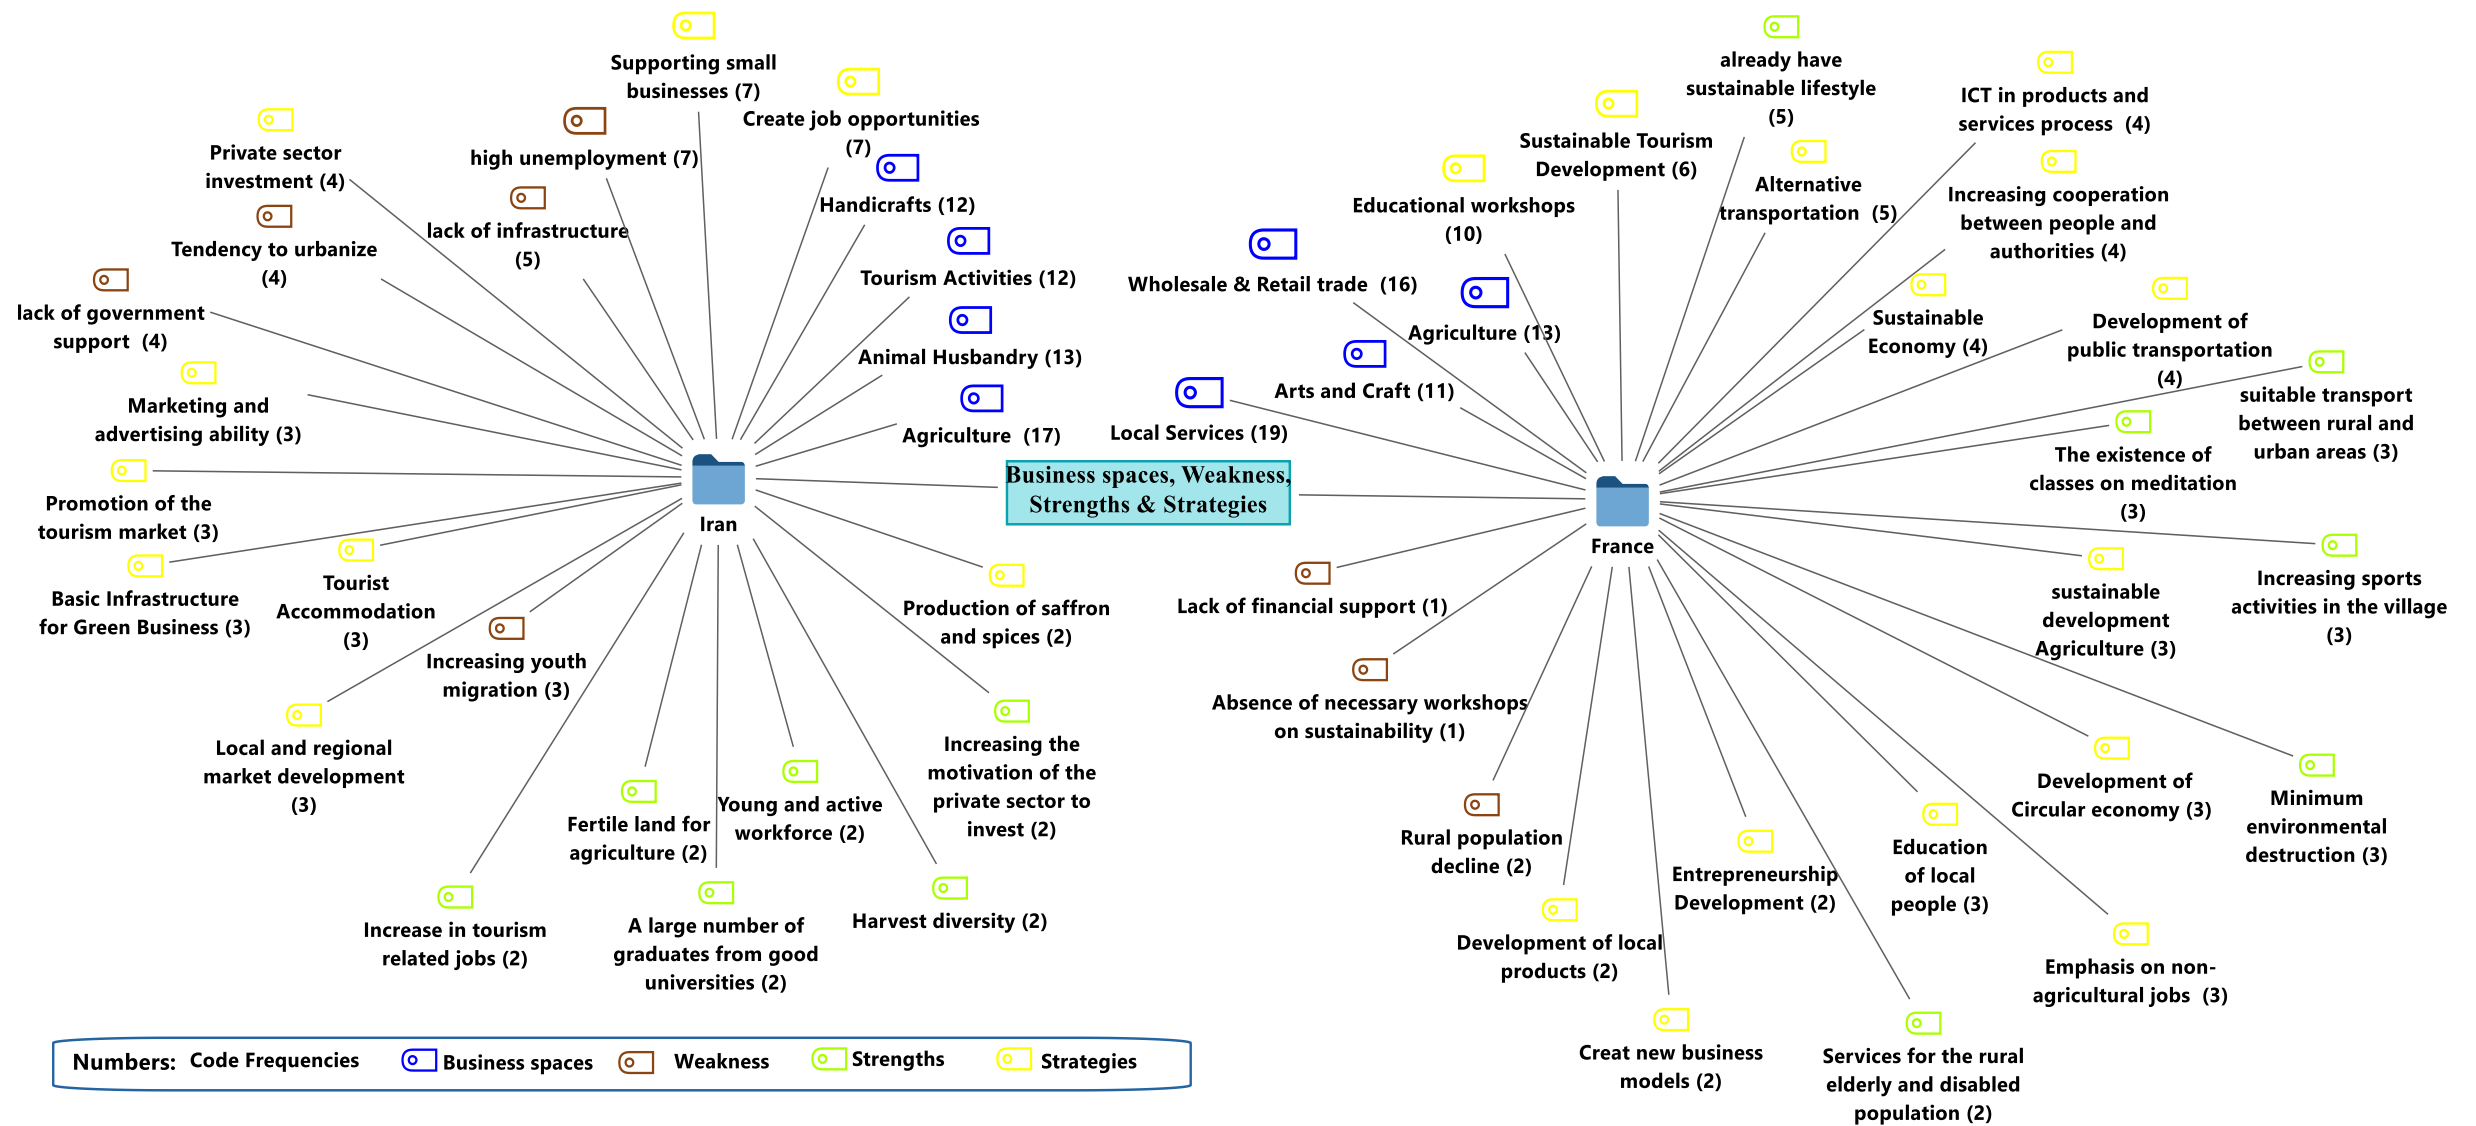 Supporting small
businesses (7)
Create job opportunities
(7)
Private sector
investment (4)
high unemployment (7)
Handicrafts (12)
Tendency to urbanize
(4)
lack of infrastructure
(5)
Tourism Activities (12)
lack of government
support (4)
Animal Husbandry (13)
Marketing and
advertising ability (3)
Agriculture (17)
Promotion of the
tourism market (3)
Iran
Basic Infrastructure
for Green Business (3)
Tourist
Accommodation
(3)
Production of saffron
and spices (2)
Increasing youth
migration (3)
Local and regional
market development
(3)
Increasing the
motivation of the
private sector to
invest (2)
Fertile land for
agriculture (2)
Young and active
workforce (2)
Increase in tourism
related jobs (2)
A large number of
graduates from good
universities (2)
Harvest diversity (2)
Business spaces, Weakness,
Strengths & Strategies
already have
sustainable lifestyle
(5)
ICT in products and
services process (4)
Sustainable Tourism
Development (6)
Alternative
transportation (5)
Educational workshops
(10)
Increasing cooperation
between people and
authorities (4)
Wholesale & Retail trade (16)
Agriculture (13)
Sustainable
Economy (4)
Development of
public transportation
(4)
Arts and Craft (11)
suitable transport
between rural and
urban areas (3)
Local Services (19)
The existence of
classes on meditation
(3)
France
Lack of financial support (1)
sustainable
development
Agriculture (3)
Increasing sports
activities in the village
(3)
Absence of necessary workshops
on sustainability (1)
Development of
Circular economy (3)
Minimum
environmental
destruction (3)
Rural population
decline (2)
Entrepreneurship
Development (2)
Education
of local
people (3)
Development of local
products (2)
Emphasis on non-
agricultural jobs (3)
Creat new business
models (2)
Services for the rural
elderly and disabled
population (2)
Numbers: Code Frequencies Business spaces Weakness Strengths Strategies